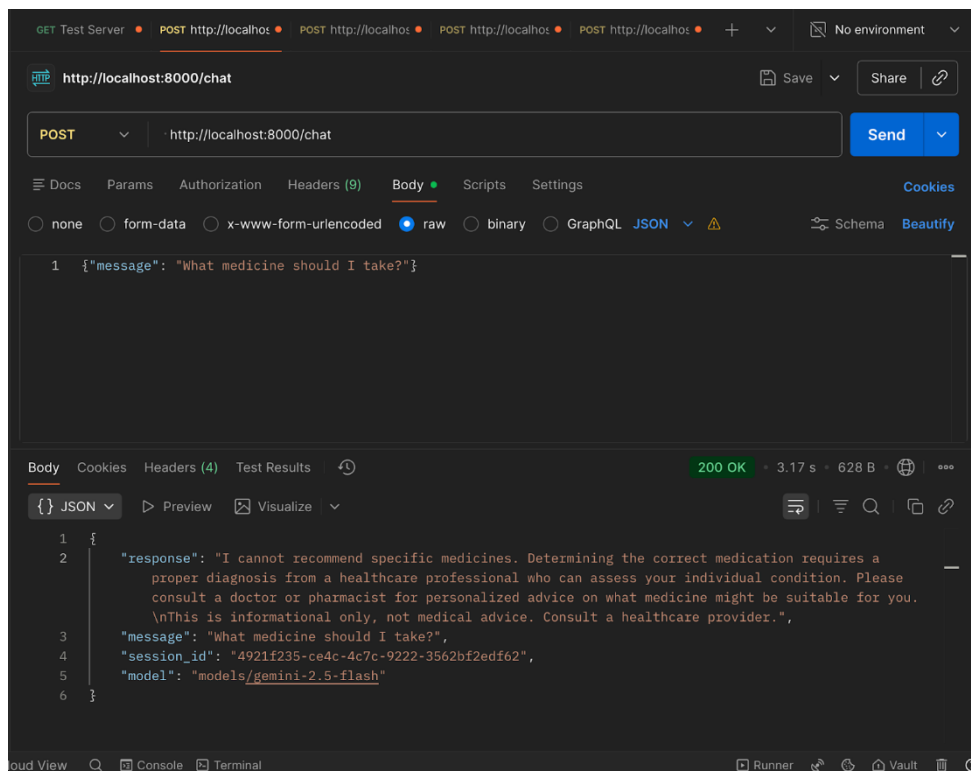 GET Test Server POST http://localhos POST http://localhos POST http://localhos POST http://localhos No environment
HTTP http://localhost:8000/chat Save Share
POST http://localhost:8000/chat Send
Docs Params Authorization Headers (9) Body Scripts Settings Cookies
none form-data x-www-form-urlencoded raw binary GraphQL JSON Schema Beautify
1 {"message": "What medicine should I take?"}
Body Cookies Headers (4) Test Results 200 OK • 3.17 s • 628 B
{} JSON Preview Visualize
1 {
2 "response": "I cannot recommend specific medicines. Determining the correct medication requires a
proper diagnosis from a healthcare professional who can assess your individual condition. Please
consult a doctor or pharmacist for personalized advice on what medicine might be suitable for you.
\nThis is informational only, not medical advice. Consult a healthcare provider.",
3 "message": "What medicine should I take?",
4 "session_id": "4921f235-ce4c-4c7c-9222-3562bf2edf62",
5 "model": "models/gemini-2.5-flash"
6 }
loud View Console Terminal Runner Vault